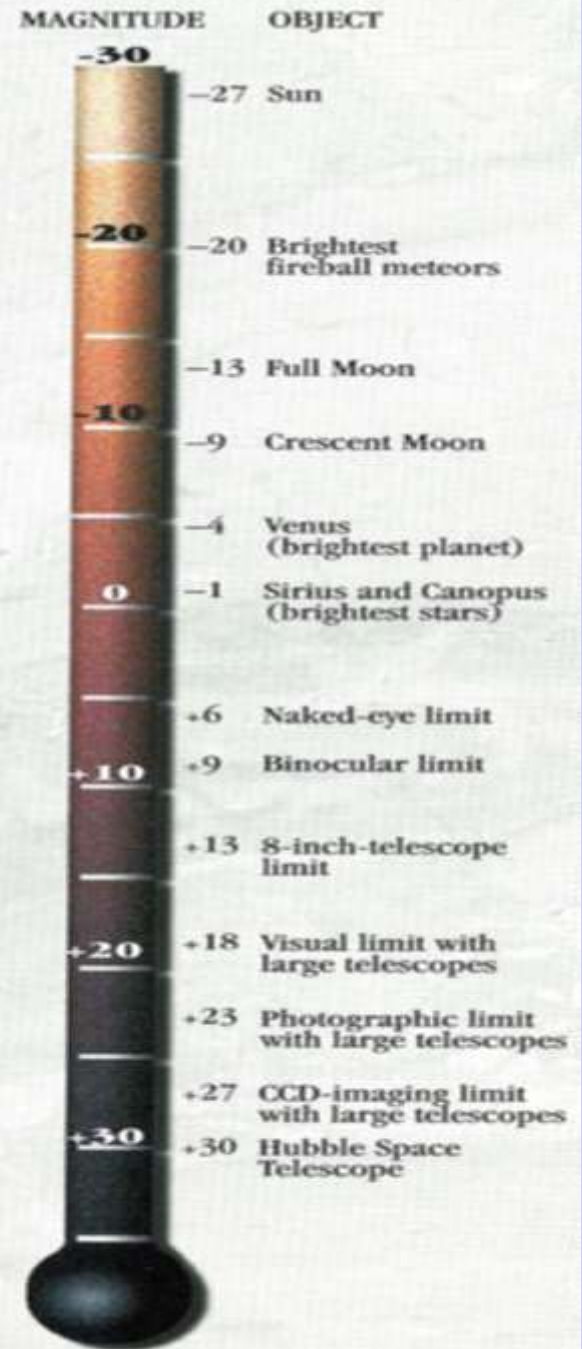 MAGNITUDE OBJECT
-30
–27 Sun
-20
–20 Brightest
fireball meteors
–13 Full Moon
-10
–9 Crescent Moon
–4 Venus
(brightest planet)
0
–1 Sirius and Canopus
(brightest stars)
+6 Naked-eye limit
+9 Binocular limit
+10
+13 8-inch-telescope
limit
+18 Visual limit with
large telescopes
+20
+23 Photographic limit
with large telescopes
+27 CCD-imaging limit
with large telescopes
+30
+30 Hubble Space
Telescope